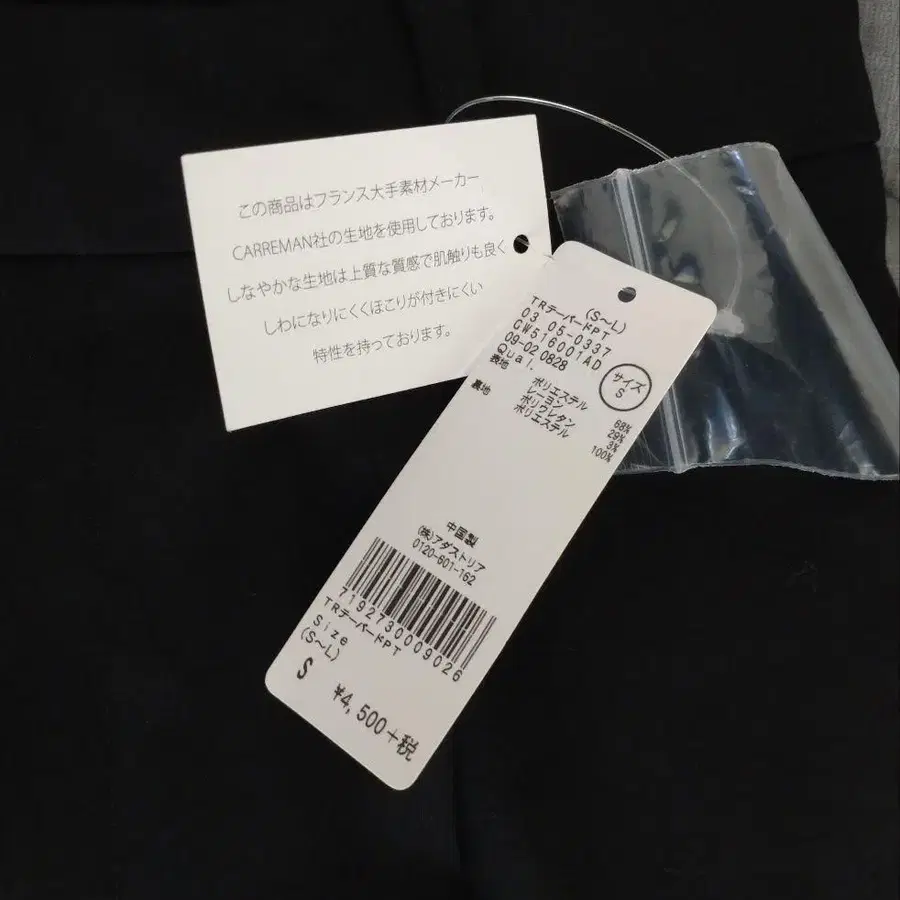 この商品はフランス大手素材メーカー
CARREMAN社の生地を使用しております。
しなやかな生地は上質な質感で肌触りも良く
しわになりにくくほこりが付きにくい
特性を持っております。
(S～L)
TRテーパードPT
03 05-0337
GW516001AD
09-02 0828
Qual.
サイズ
S
表地 ポリエステル 68%
レーヨン 29%
ポリウレタン 3%
裏地 ポリエステル 100%
中国製
(株)アダストリア
0120-601-162
7192730009026
TRテーパードPT
Size
(S～L)
S
¥4,500+税